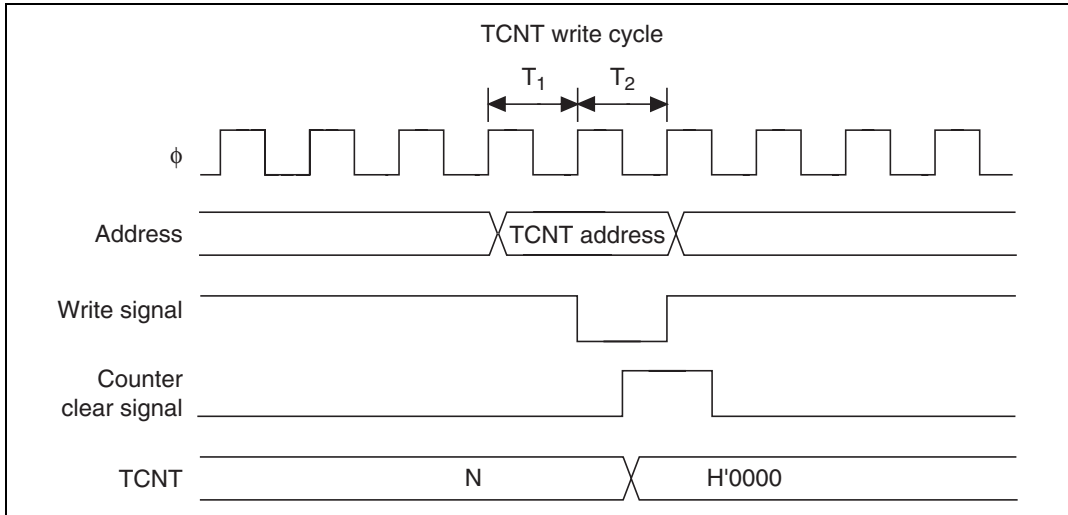 TCNT write cycle
T1 T2
φ
Address
TCNT address
Write signal
Counter
clear signal
TCNT
N
H'0000